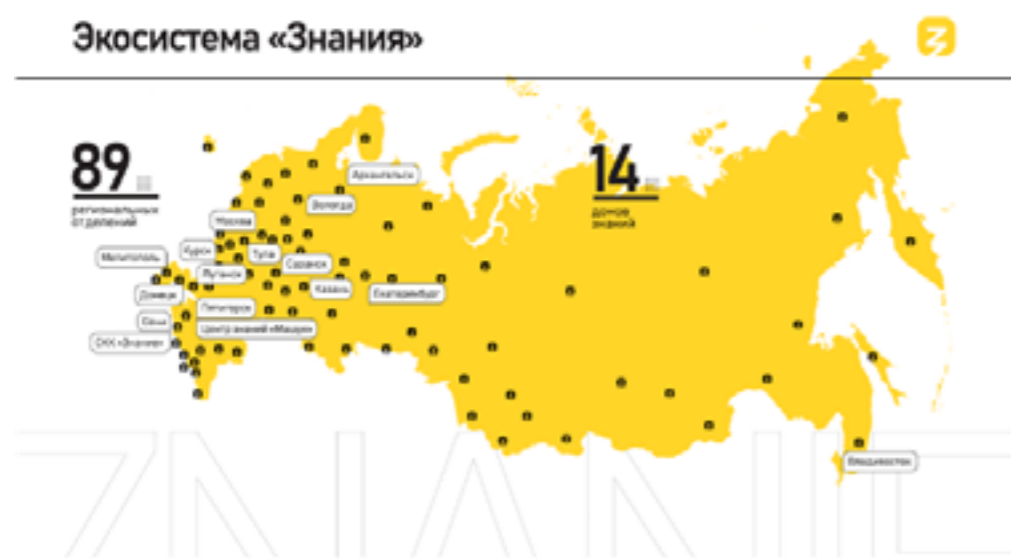 Экосистема «Знания»
89
региональных
отделений
14
домов
знаний
Архангельск
Вологда
Москва
Курск
Тула
Мелитополь
Луганск
Саранск
Донецк
Казань
Екатеринбург
Пятигорск
Сочи
Центр знаний «Машук»
СКК «Знание»
Владивосток
ZNANIE